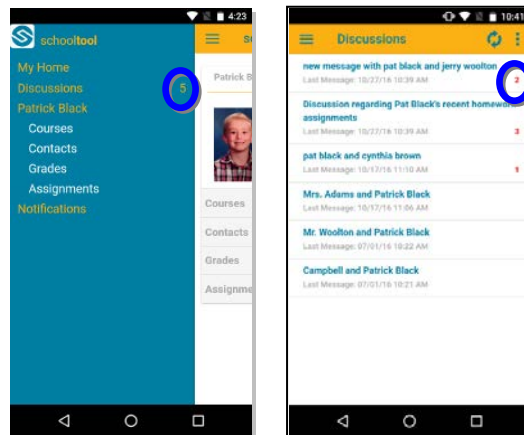 4:23
schooltool
My Home
Discussions 5
Patrick Black
Courses
Contacts
Grades
Assignments
Notifications
Patrick B
Courses
Contacts
Grades
Assignme
10:41
Discussions
new message with pat black and jerry woolton
Last Message: 10/27/16 10:39 AM 2
Discussion regarding Pat Black's recent homework
assignments
Last Message: 10/27/16 10:39 AM 3
pat black and cynthia brown
Last Message: 10/17/16 11:10 AM 1
Mrs. Adams and Patrick Black
Last Message: 10/17/16 11:06 AM
Mr. Woolton and Patrick Black
Last Message: 07/01/16 10:22 AM
Campbell and Patrick Black
Last Message: 07/01/16 10:21 AM